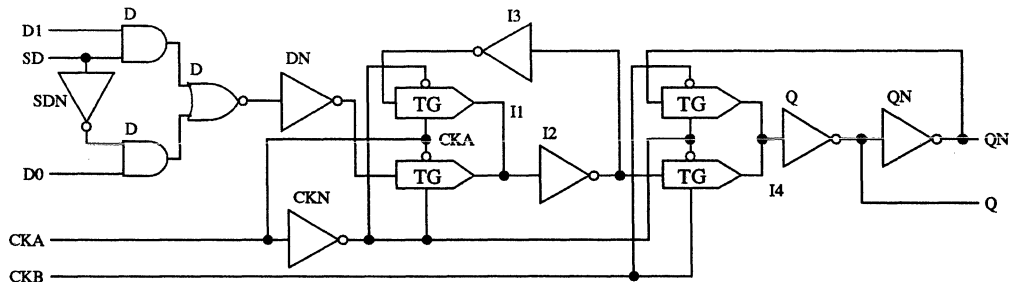 D
I3
D1
SD
D
DN
Q
QN
SDN
TG
I1
TG
D
CKA
I2
QN
D0
TG
TG
I4
CKN
Q
CKA
CKB